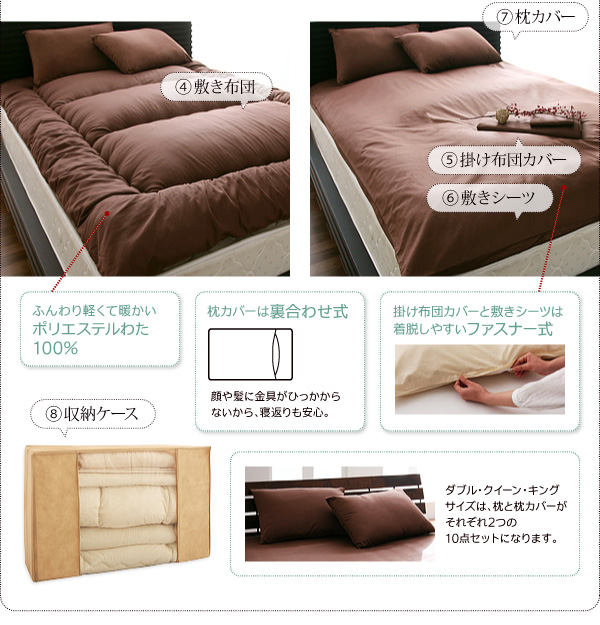 ⑦枕カバー
④敷き布団
⑤掛け布団カバー
⑥敷きシーツ
ふんわり軽くて暖かい
ポリエステルわた
100%
枕カバーは裏合わせ式
顔や髪に金具がひっかから
ないから、寝返りも安心。
掛け布団カバーと敷きシーツは
着脱しやすいファスナー式
⑧収納ケース
ダブル・クイーン・キング
サイズは、枕と枕カバーが
それぞれ2つの
10点セットになります。